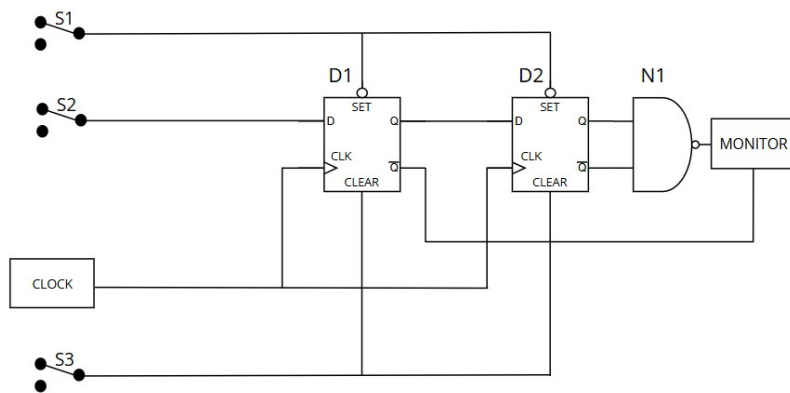 S1
D1
D2
N1
S2
SET
SET
D
Q
D
Q
MONITOR
CLK
CLK
Q̅
Q̅
CLEAR
CLEAR
CLOCK
S3